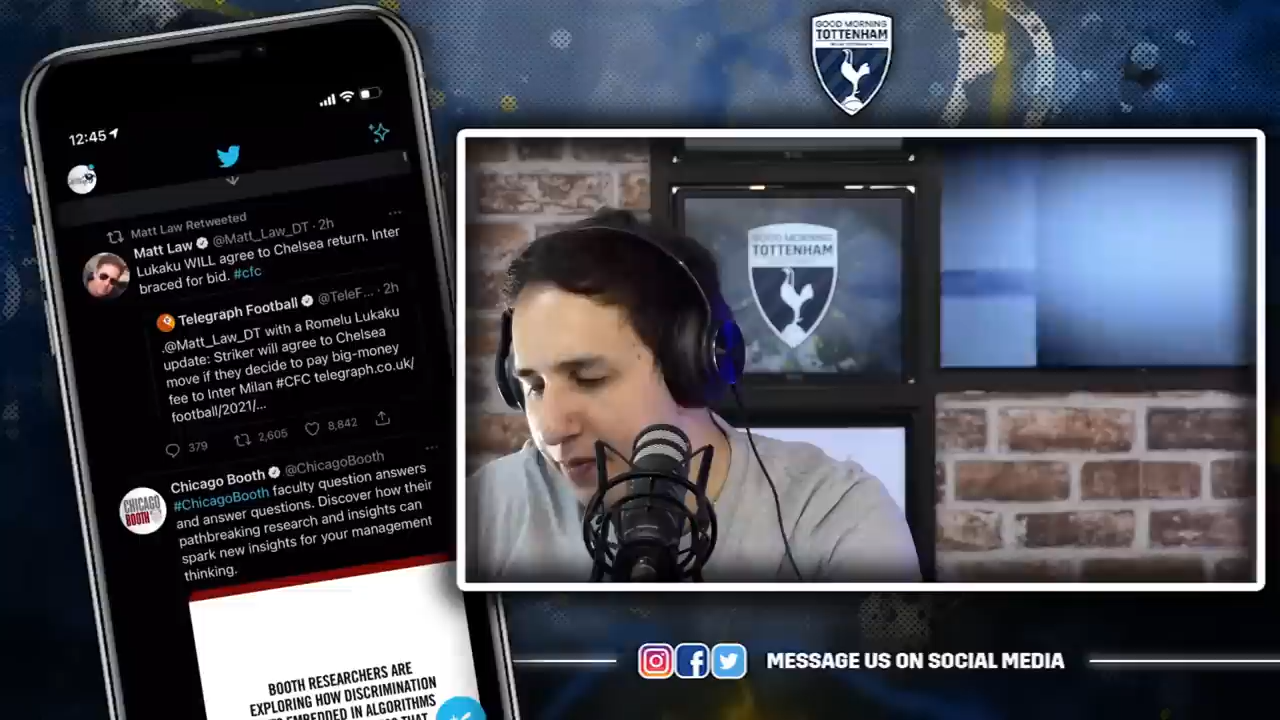 12:45
Matt Law Retweeted
Matt Law @Matt_Law_DT · 2h
Lukaku WILL agree to Chelsea return. Inter
braced for bid. #cfc
Telegraph Football @TeleF... · 2h
.@Matt_Law_DT with a Romelu Lukaku
update: Striker will agree to Chelsea
move if they decide to pay big-money
fee to Inter Milan #CFC telegraph.co.uk/
football/2021/...
379 2,605 8,842
Chicago Booth @ChicagoBooth
#ChicagoBooth faculty question answers
and answer questions. Discover how their
pathbreaking research and insights can
spark new insights for your management
thinking.
BOOTH RESEARCHERS ARE
EXPLORING HOW DISCRIMINATION
EMBEDDED IN ALGORITHMS
THAT
GOOD MORNING
TOTTENHAM
GOOD MORNING
TOTTENHAM
MESSAGE US ON SOCIAL MEDIA